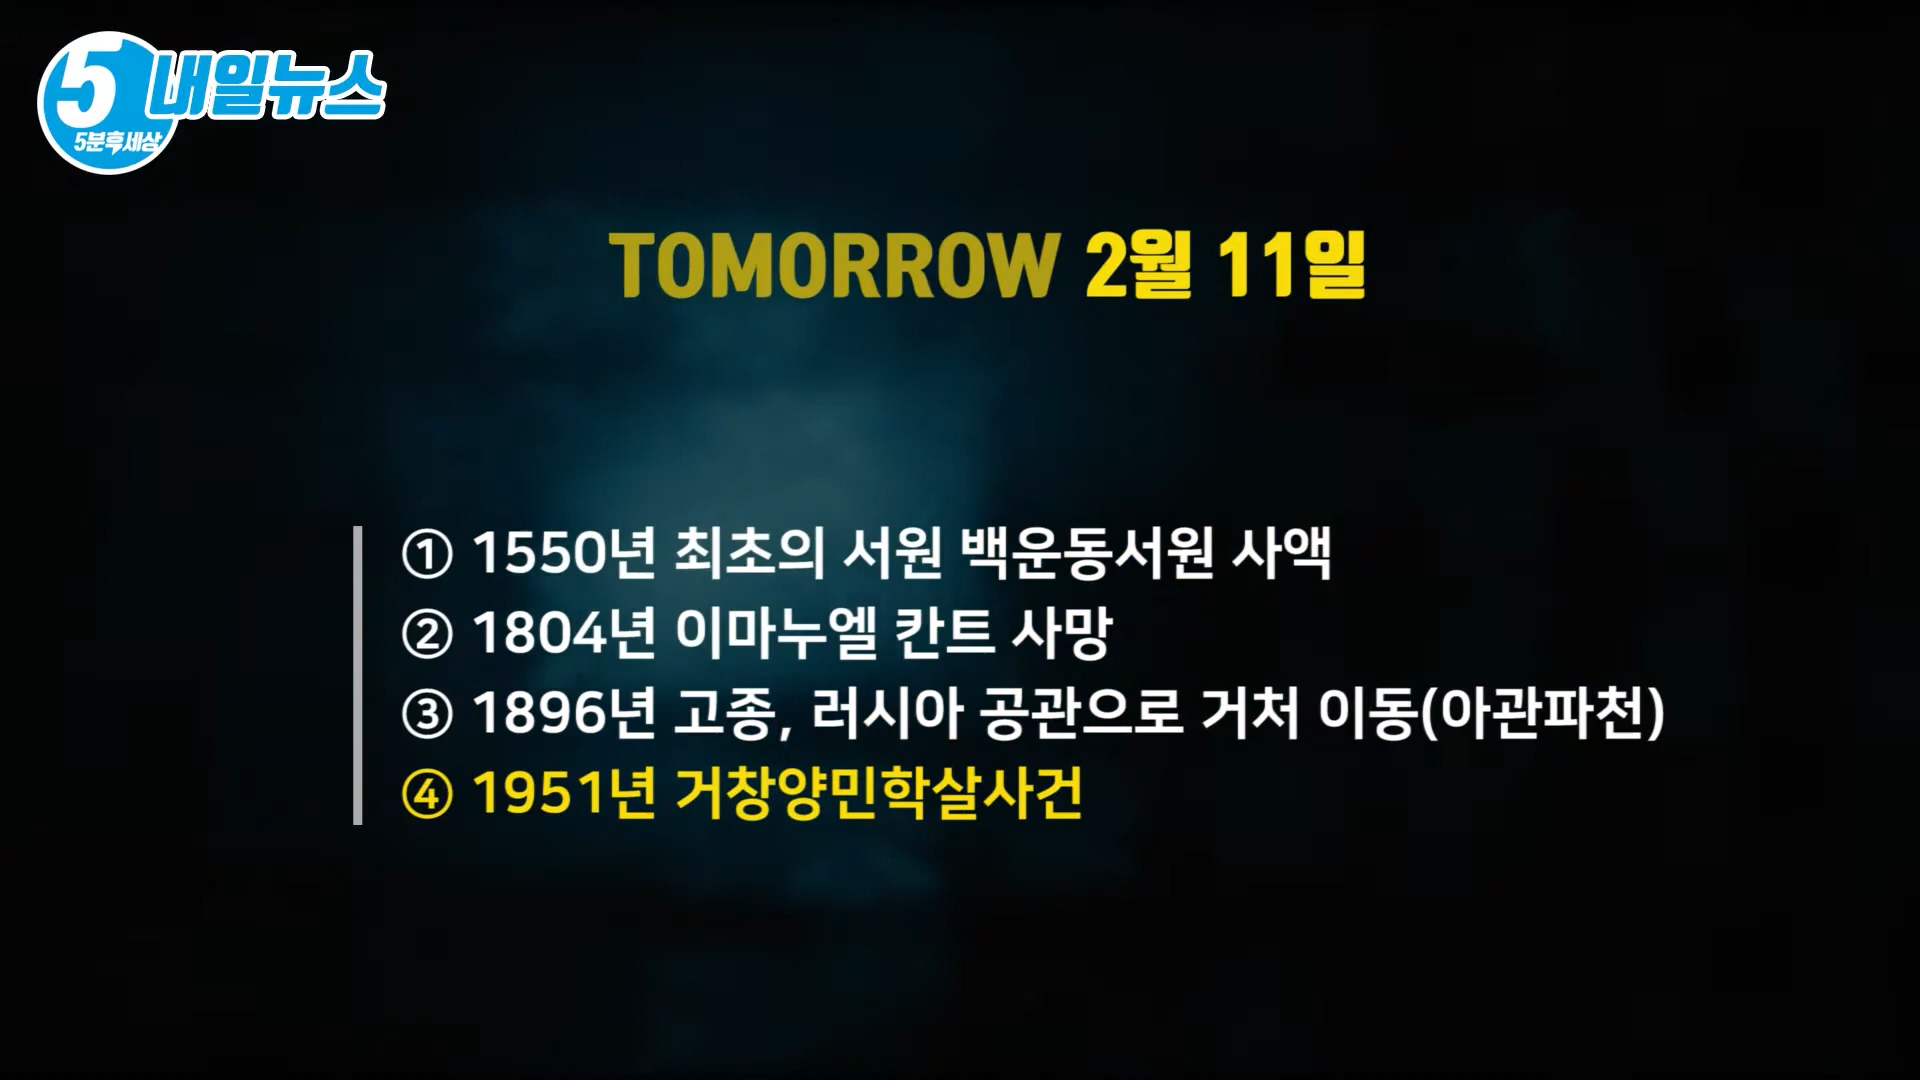 5 내일뉴스
5분후세상
TOMORROW 2월 11일
① 1550년 최초의 서원 백운동서원 사액
② 1804년 이마누엘 칸트 사망
③ 1896년 고종, 러시아 공관으로 거처 이동(아관파천)
④ 1951년 거창양민학살사건